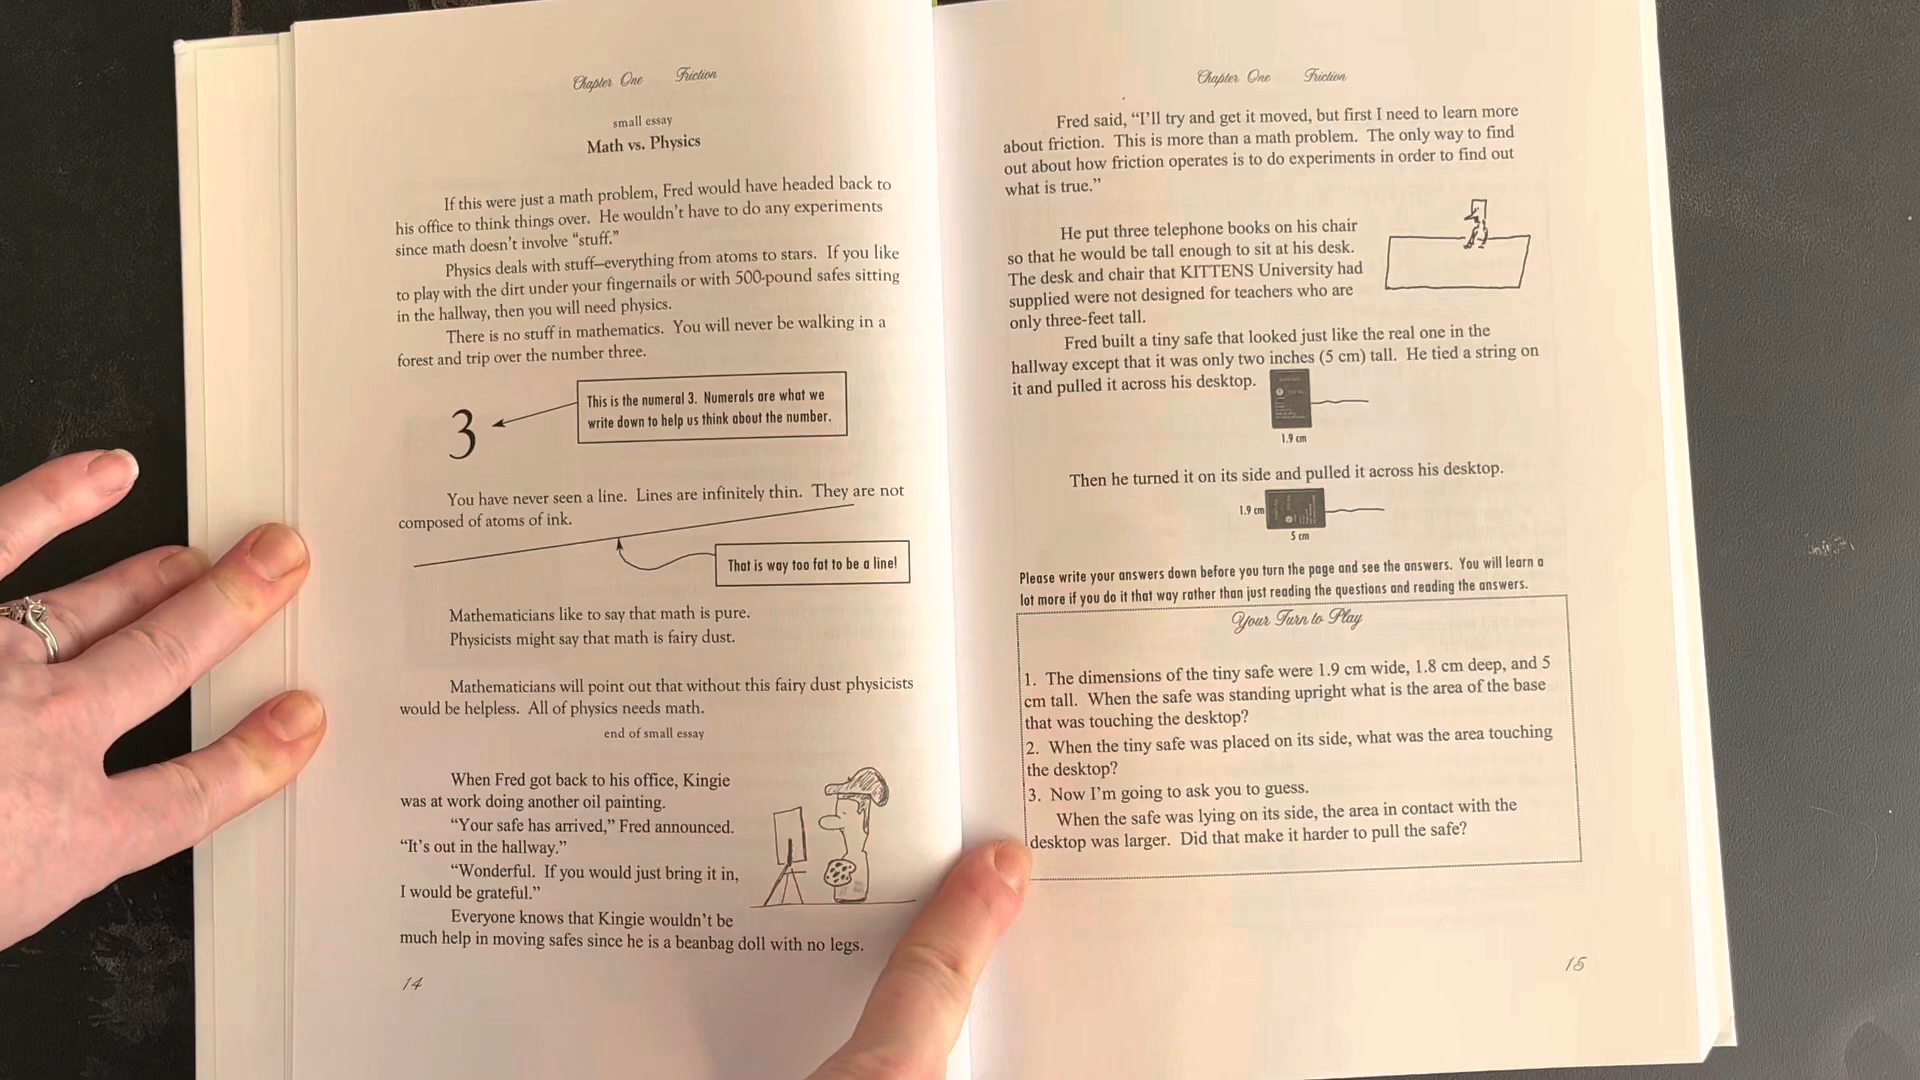 Chapter One Friction
small essay
Math vs. Physics
If this were just a math problem, Fred would have headed back to
his office to think things over. He wouldn't have to do any experiments
since math doesn't involve “stuff.”
Physics deals with stuff—everything from atoms to stars. If you like
to play with the dirt under your fingernails or with 500-pound safes sitting
in the hallway, then you will need physics.
There is no stuff in mathematics. You will never be walking in a
forest and trip over the number three.
3
This is the numeral 3. Numerals are what we
write down to help us think about the number.
You have never seen a line. Lines are infinitely thin. They are not
composed of atoms of ink.
That is way too fat to be a line!
Mathematicians like to say that math is pure.
Physicists might say that math is fairy dust.
Mathematicians will point out that without this fairy dust physicists
would be helpless. All of physics needs math.
end of small essay
When Fred got back to his office, Kingie
was at work doing another oil painting.
“Your safe has arrived,” Fred announced.
“It's out in the hallway.”
“Wonderful. If you would just bring it in,
I would be grateful.”
Everyone knows that Kingie wouldn't be
much help in moving safes since he is a beanbag doll with no legs.
14
Chapter One Friction
Fred said, “I'll try and get it moved, but first I need to learn more
about friction. This is more than a math problem. The only way to find
out about how friction operates is to do experiments in order to find out
what is true.”
He put three telephone books on his chair
so that he would be tall enough to sit at his desk.
The desk and chair that KITTENS University had
supplied were not designed for teachers who are
only three-feet tall.
Fred built a tiny safe that looked just like the real one in the
hallway except that it was only two inches (5 cm) tall. He tied a string on
it and pulled it across his desktop.
1.9 cm
Then he turned it on its side and pulled it across his desktop.
1.9 cm
5 cm
Please write your answers down before you turn the page and see the answers. You will learn a
lot more if you do it that way rather than just reading the questions and reading the answers.
Your Turn to Play
1. The dimensions of the tiny safe were 1.9 cm wide, 1.8 cm deep, and 5
cm tall. When the safe was standing upright what is the area of the base
that was touching the desktop?
2. When the tiny safe was placed on its side, what was the area touching
the desktop?
3. Now I'm going to ask you to guess.
When the safe was lying on its side, the area in contact with the
desktop was larger. Did that make it harder to pull the safe?
15